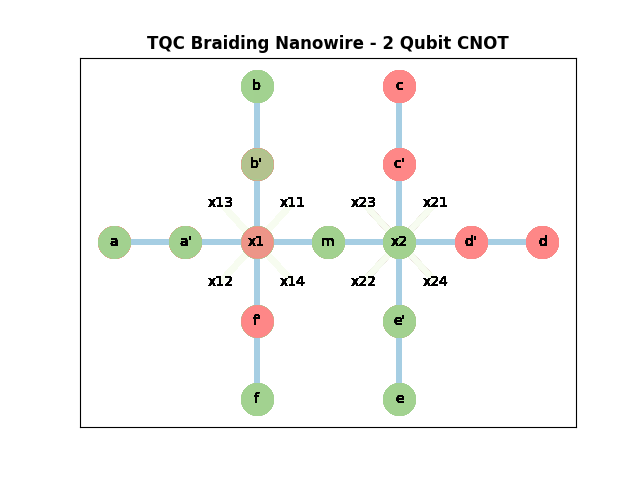 TQC Braiding Nanowire - 2 Qubit CNOT
b c
b' c'
x13 x11 x23 x21
a a' x1 m x2 d' d
x12 x14 x22 x24
f' e'
f e